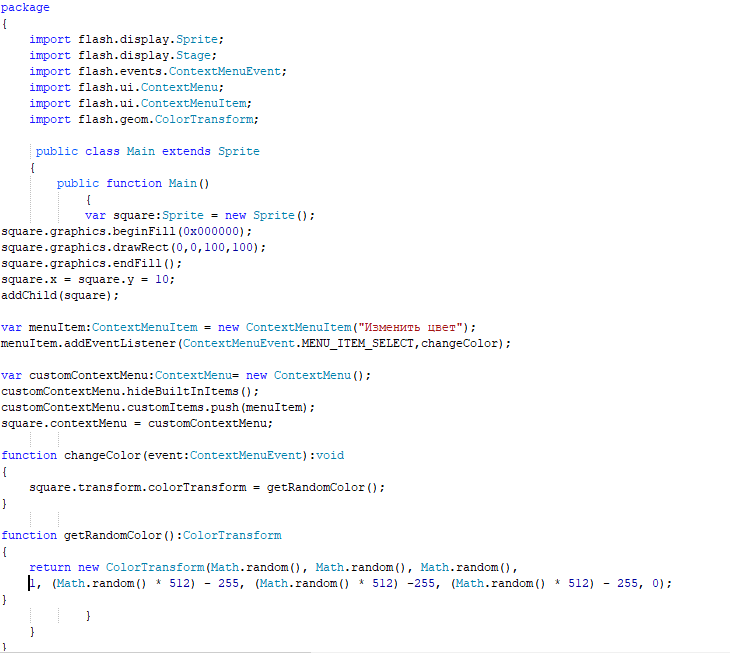 package
{
    import flash.display.Sprite;
    import flash.display.Stage;
    import flash.events.ContextMenuEvent;
    import flash.ui.ContextMenu;
    import flash.ui.ContextMenuItem;
    import flash.geom.ColorTransform;

     public class Main extends Sprite
    {
        public function Main()
            {
            var square:Sprite = new Sprite();
square.graphics.beginFill(0x000000);
square.graphics.drawRect(0,0,100,100);
square.graphics.endFill();
square.x = square.y = 10;
addChild(square);

var menuItem:ContextMenuItem = new ContextMenuItem("Изменить цвет");
menuItem.addEventListener(ContextMenuEvent.MENU_ITEM_SELECT,changeColor);

var customContextMenu:ContextMenu= new ContextMenu();
customContextMenu.hideBuiltInItems();
customContextMenu.customItems.push(menuItem);
square.contextMenu = customContextMenu;

function changeColor(event:ContextMenuEvent):void
{
    square.transform.colorTransform = getRandomColor();
}

function getRandomColor():ColorTransform
{
    return new ColorTransform(Math.random(), Math.random(), Math.random(),
    1, (Math.random() * 512) - 255, (Math.random() * 512) -255, (Math.random() * 512) - 255, 0);
}
            }
    }
}